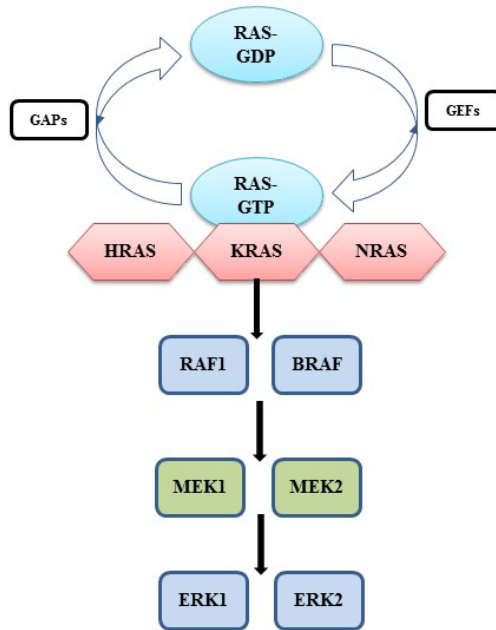 RAS-
GDP
GAPs
GEFs
RAS-
GTP
HRAS
KRAS
NRAS
RAF1
BRAF
MEK1
MEK2
ERK1
ERK2